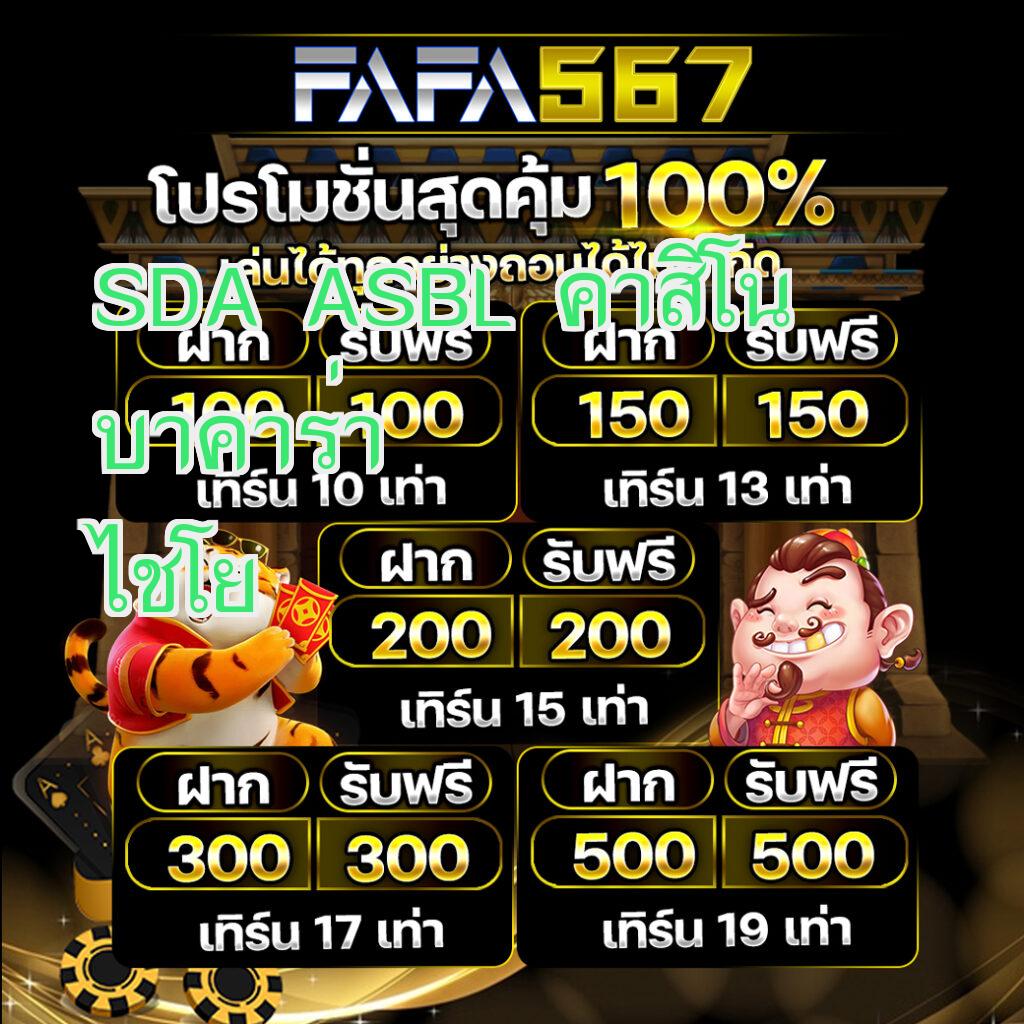 FAFA567
โปรโมชั่นสุดคุ้ม 100%
SDA ASBL คาสิโน
ฝาก รับฟรี ฝาก รับฟรี
บาคาร่า
100 100 150 150
เทิร์น 10 เท่า เทิร์น 13 เท่า
ไชโย
ฝาก รับฟรี
200 200
เทิร์น 15 เท่า
ฝาก รับฟรี ฝาก รับฟรี
300 300 500 500
เทิร์น 17 เท่า เทิร์น 19 เท่า